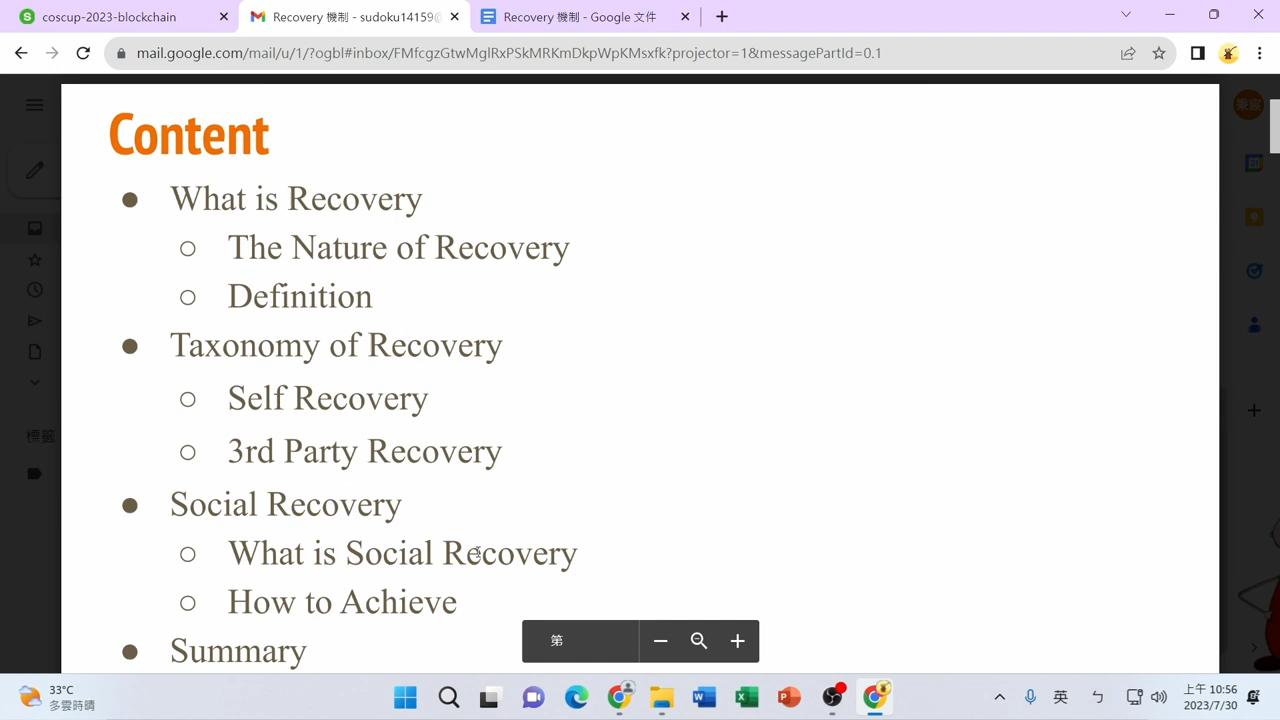 coscup-2023-blockchain
Recovery 機制 - sudoku14159@
Recovery 機制 - Google 文件
mail.google.com/mail/u/1/?ogbl#inbox/FMfcgzGtwMglRxPSkMRKmDkpWpKMsxfk?projector=1&messagePartId=0.1
Content
What is Recovery
The Nature of Recovery
Definition
Taxonomy of Recovery
Self Recovery
3rd Party Recovery
Social Recovery
What is Social Recovery
How to Achieve
Summary
秉宸
標籤
第
33°C
多雲時晴
英
ㄅ
上午 10:56
2023/7/30